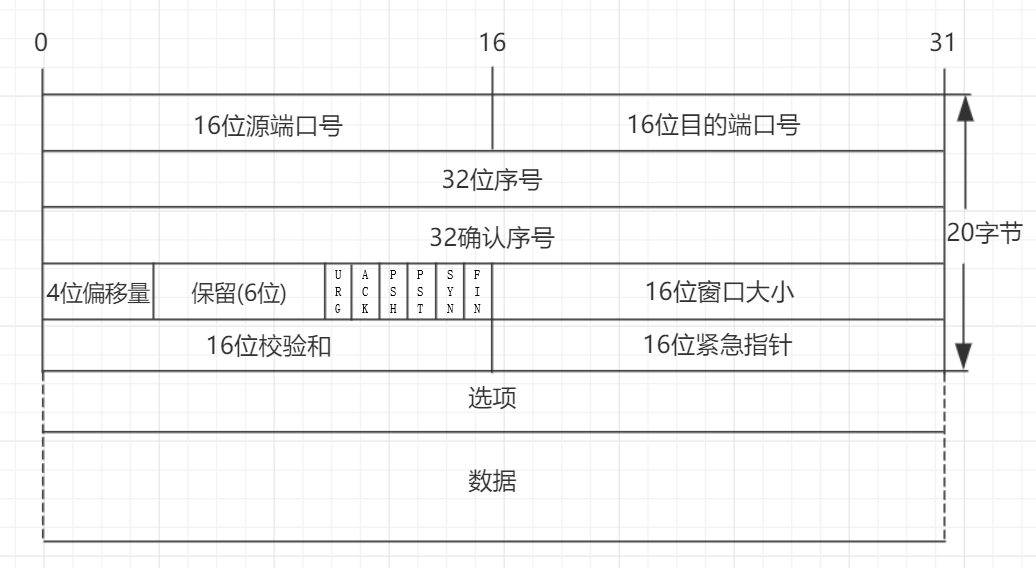 0 16 31
16位源端口号 16位目的端口号
32位序号
32确认序号
20字节
4位偏移量 保留(6位) URG ACK PSH PST SYN FIN 16位窗口大小
16位校验和 16位紧急指针
选项
数据